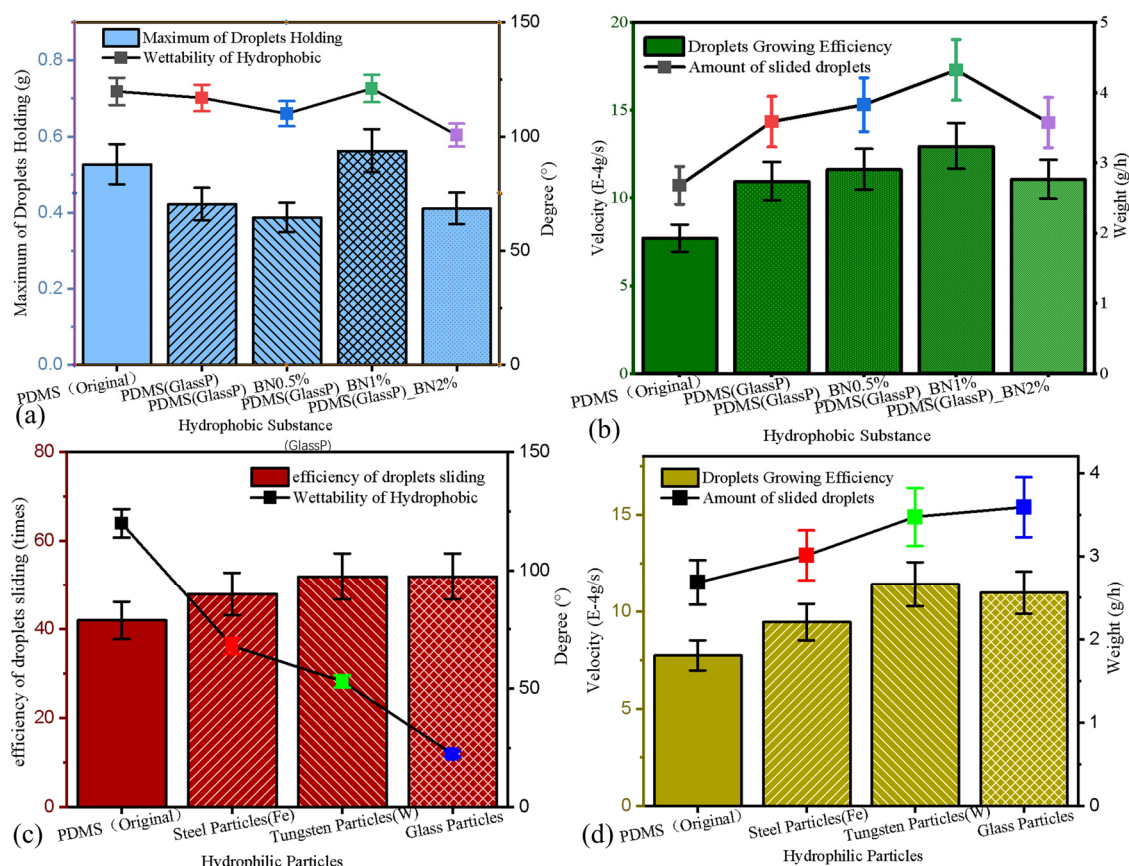 Maximum of Droplets Holding
Wettability of Hydrophobic
Maximum of Droplets Holding (g)
0.8
0.6
0.4
0.2
0.0
150
100
50
0
Degree (°)
PDMS（Original）
PDMS(GlassP)
PDMS(GlassP)_BN0.5%
PDMS(GlassP)_BN1%
PDMS(GlassP)_BN2%
(a)
Hydrophobic Substance
(GlassP)
Droplets Growing Efficiency
Amount of slided droplets
Velocity (E-4g/s)
20
15
10
5
0
5
4
3
2
1
0
Weight (g/h)
PDMS（Original）
PDMS(GlassP)
PDMS(GlassP)_BN0.5%
PDMS(GlassP)_BN1%
PDMS(GlassP)_BN2%
(b)
Hydrophobic Substance
efficiency of droplets sliding
Wettability of Hydrophobic
efficiency of droplets sliding (times)
80
60
40
20
0
150
100
50
0
Degree (°)
PDMS（Original）
Steel Particles(Fe)
Tungsten Particles(W)
Glass Particles
(c)
Hydrophilic Particles
Droplets Growing Efficiency
Amount of slided droplets
Velocity (E-4g/s)
15
10
5
0
4
3
2
1
0
Weight (g/h)
PDMS（Original）
Steel Particles(Fe)
Tungsten Particles(W)
Glass Particles
(d)
Hydrophilic Particles